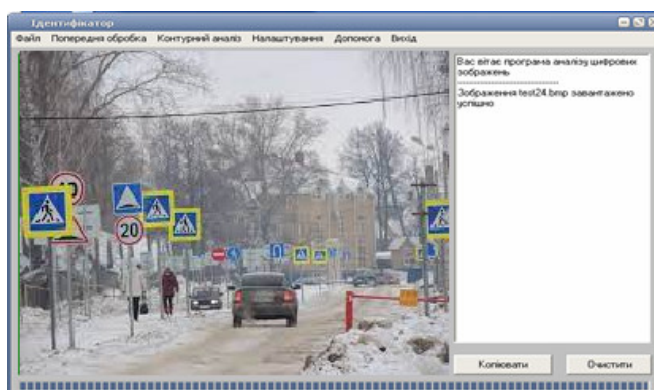 Ідентифікатор
Файл Попередня обробка Контурний аналіз Налаштування Допомога Вихід
Вас вітає програма аналізу цифрових
зображень
------------------------------
Зображення test24.bmp завантажено
успішно
20
Копіювати Очистити